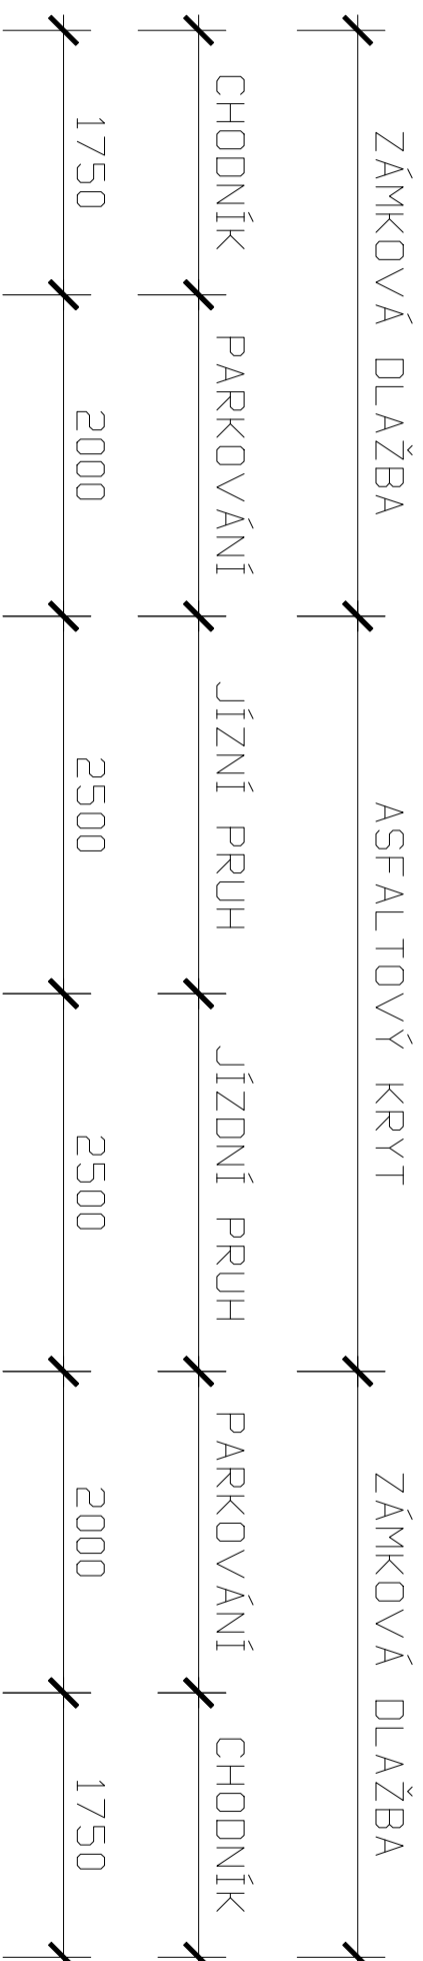 ZÁMKOVÁ DLAŽBA ASFALTOVÝ KRYT ZÁMKOVÁ DLAŽBA
CHODNÍK PARKOVÁNÍ JÍZNÍ PRUH JÍZDNÍ PRUH PARKOVÁNÍ CHODNÍK
1750 2000 2500 2500 2000 1750